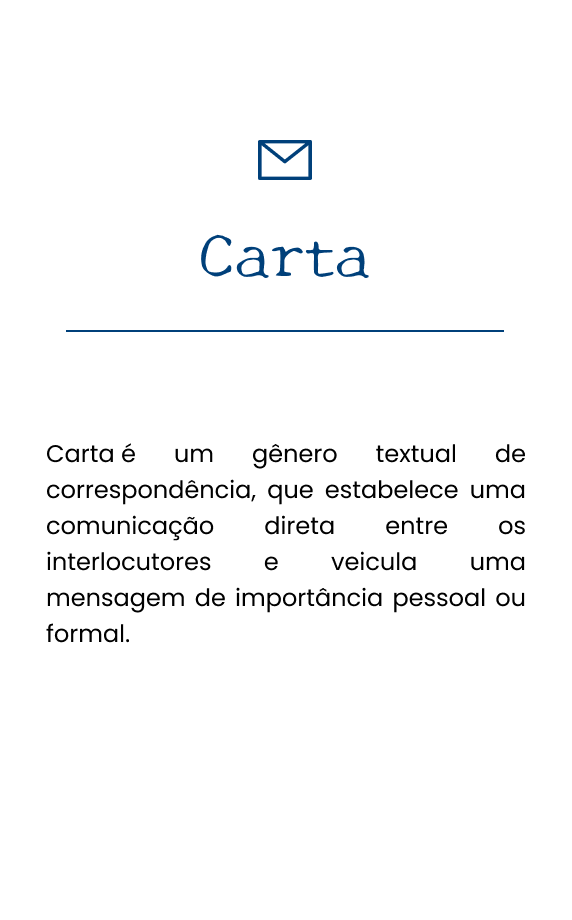 Carta
Carta é um gênero textual de
correspondência, que estabelece uma
comunicação direta entre os
interlocutores e veicula uma
mensagem de importância pessoal ou
formal.